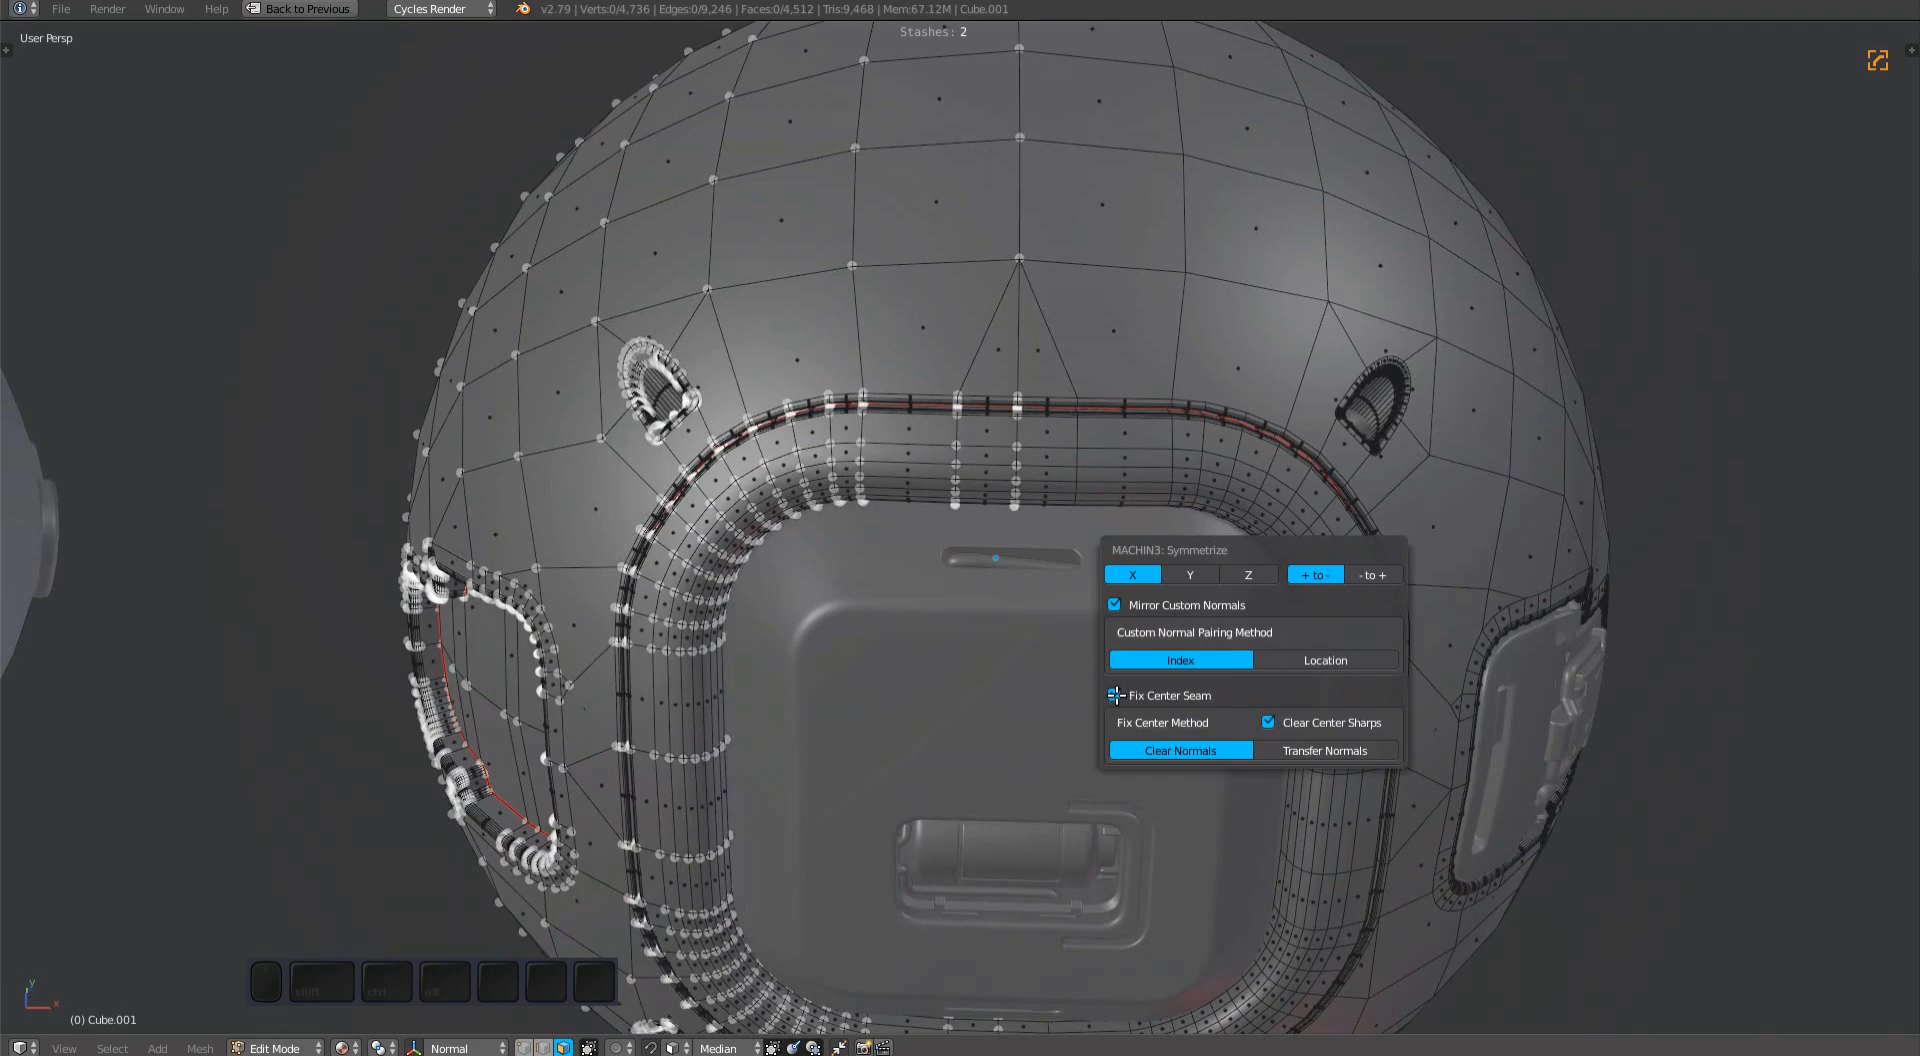 File Render Window Help Back to Previous Cycles Render v2.79 | Verts:0/4,736 | Edges:0/9,246 | Faces:0/4,512 | Tris:9,468 | Mem:67.12M | Cube.001
Stashes: 2
User Persp
MACHIN3: Symmetrize
X Y Z + to - - to +
Mirror Custom Normals
Custom Normal Pairing Method
Index Location
Fix Center Seam
Fix Center Method Clear Center Sharps
Clear Normals Transfer Normals
shift ctrl alt
y
x
(0) Cube.001
View Select Add Mesh Edit Mode Normal Median